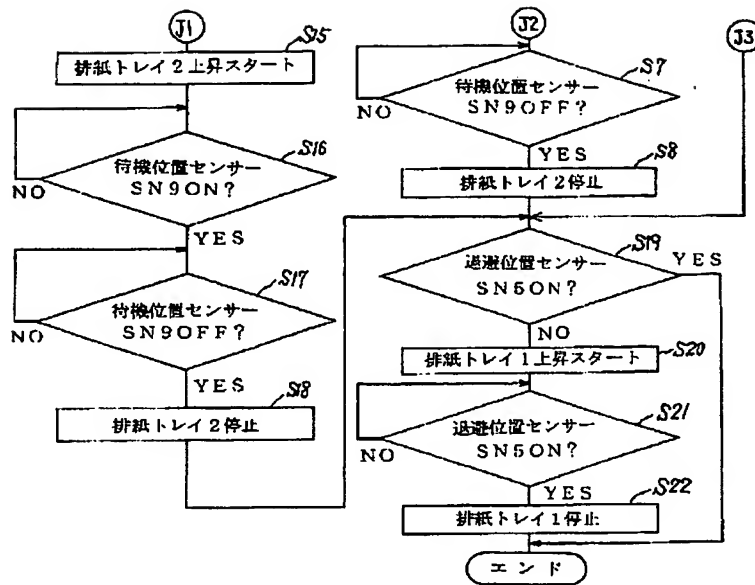 J1
S15
排紙トレイ2上昇スタート
S16
待機位置センサー
SN9ON?
NO
YES
S17
待機位置センサー
SN9OFF?
NO
YES
S18
排紙トレイ2停止
J2
S7
待機位置センサー
SN9OFF?
NO
YES
S8
排紙トレイ2停止
J3
S19
退避位置センサー
SN5ON?
YES
NO
S20
排紙トレイ1上昇スタート
S21
退避位置センサー
SN5ON?
NO
YES
S22
排紙トレイ1停止
エンド